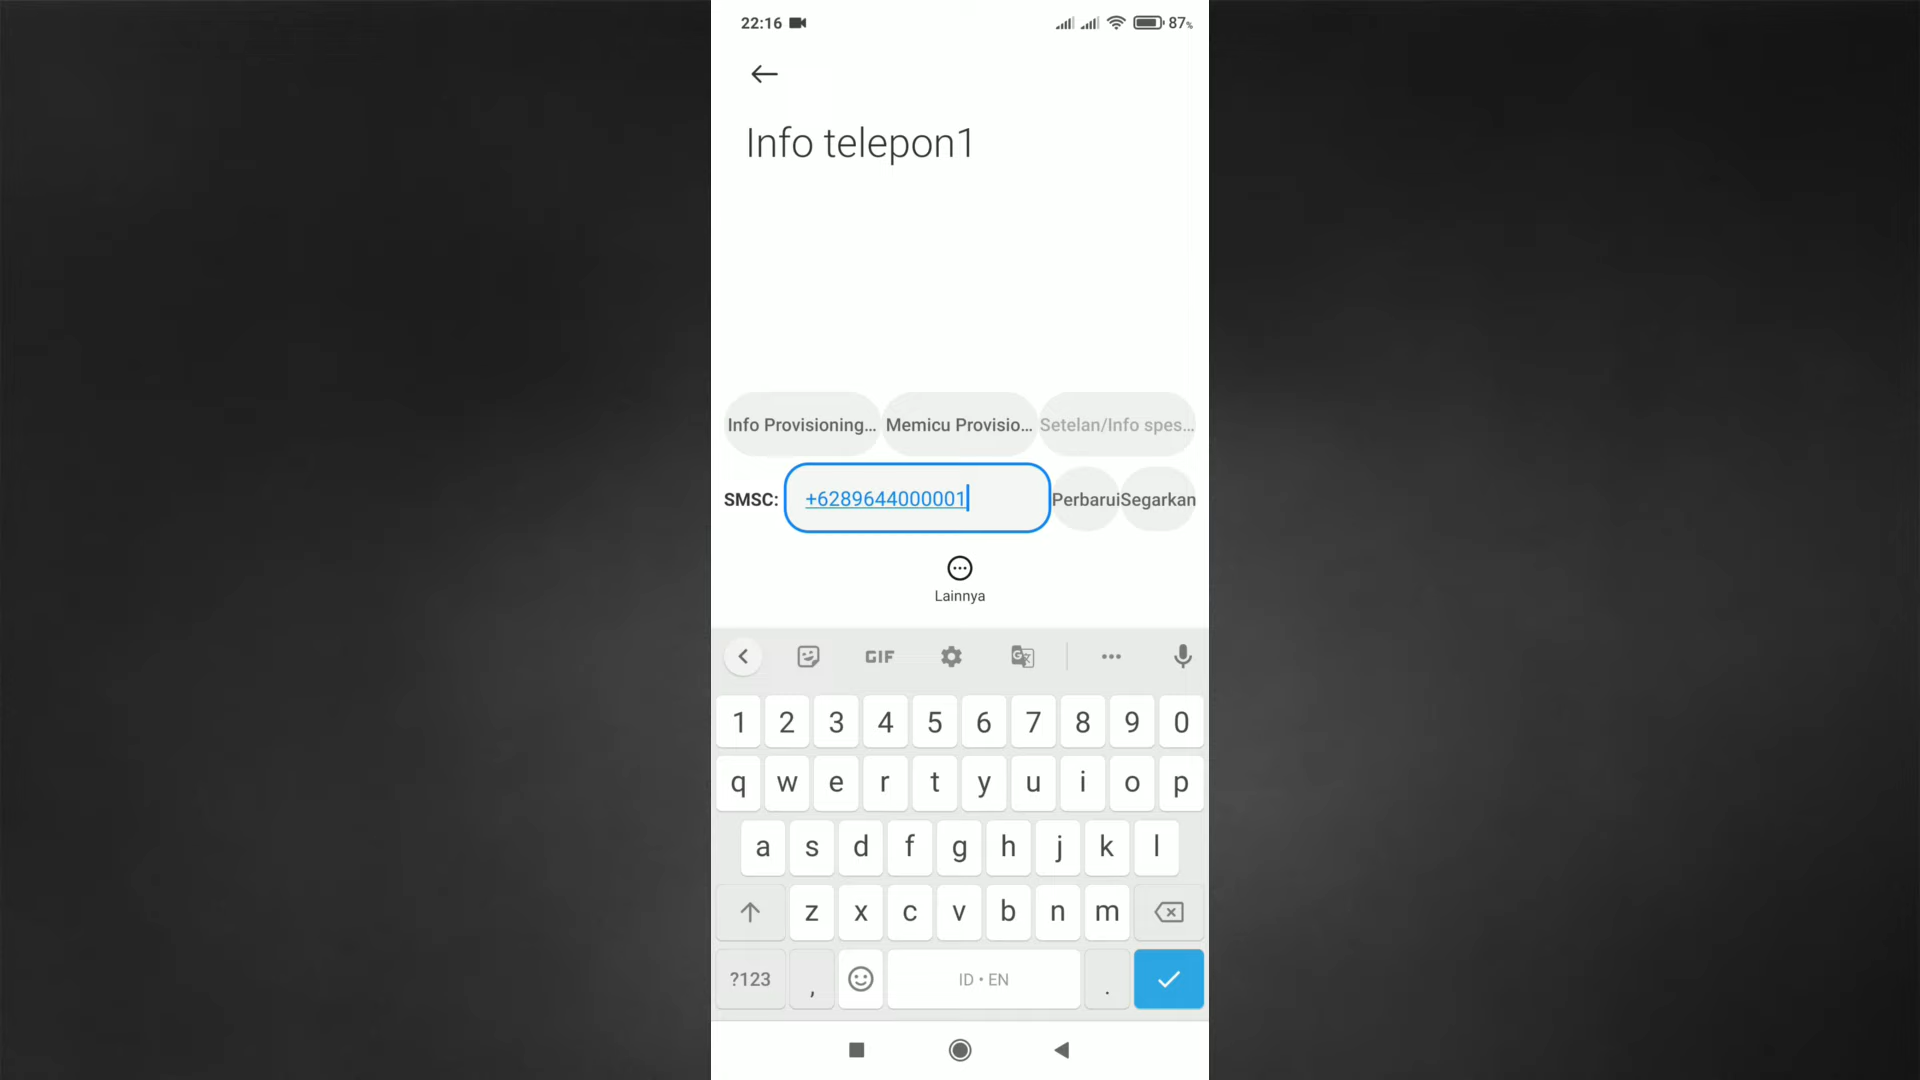 22:16 87%
Info telepon1
Info Provisioning... Memicu Provisio... Setelan/Info spes...
SMSC: +6289644000001 Perbarui Segarkan
Lainnya
GIF
1 2 3 4 5 6 7 8 9 0
q w e r t y u i o p
a s d f g h j k l
z x c v b n m
?123 , ID • EN .